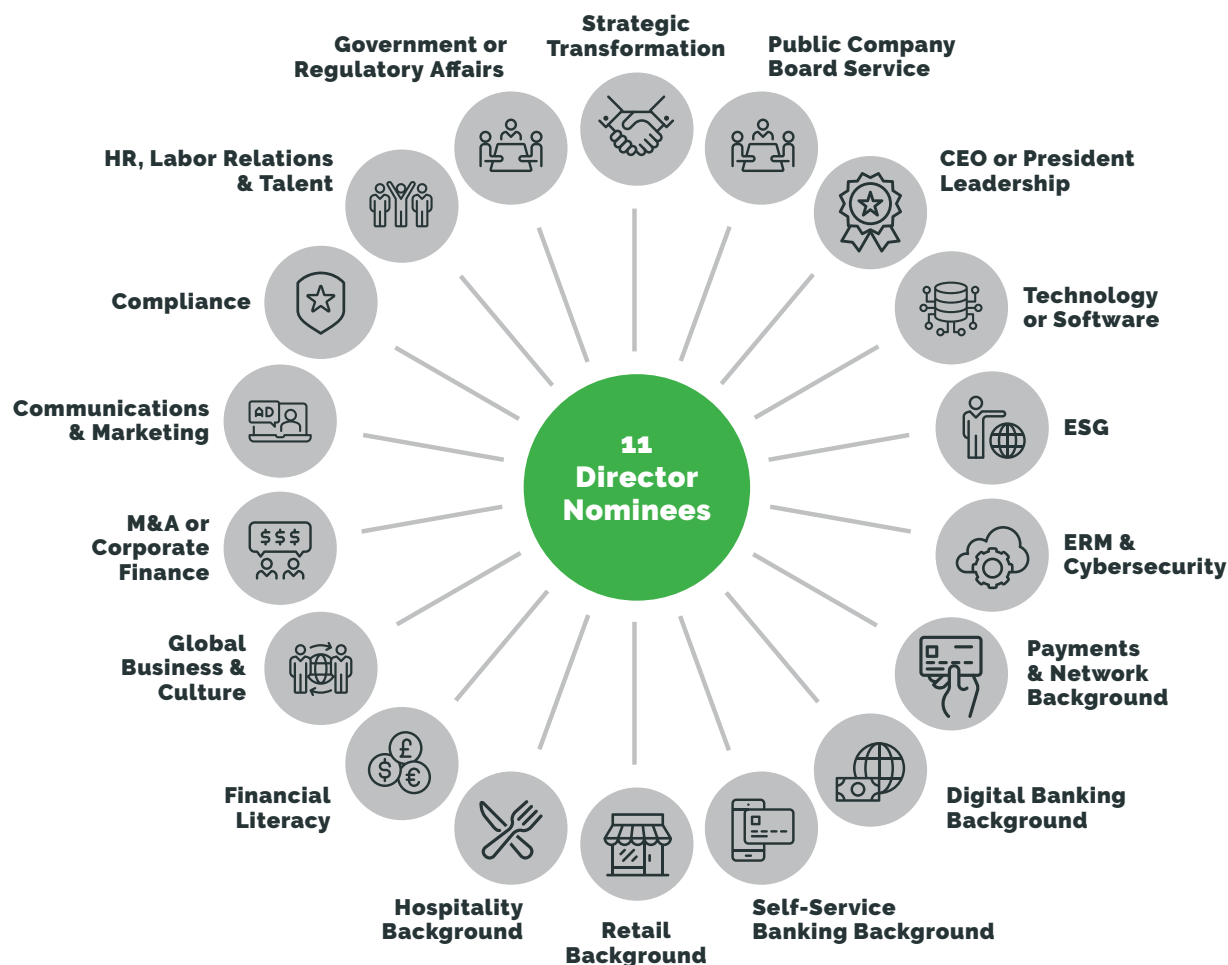 Strategic
Transformation
Public Company
Board Service
CEO or President
Leadership
Technology
or Software
ESG
ERM &
Cybersecurity
Payments
& Network
Background
Digital Banking
Background
Self-Service
Banking Background
Retail
Background
Hospitality
Background
Financial
Literacy
Global
Business &
Culture
M&A or
Corporate
Finance
$$$
Communications
& Marketing
AD
Compliance
HR, Labor Relations
& Talent
Government or
Regulatory Affairs
11
Director
Nominees
£
$
€